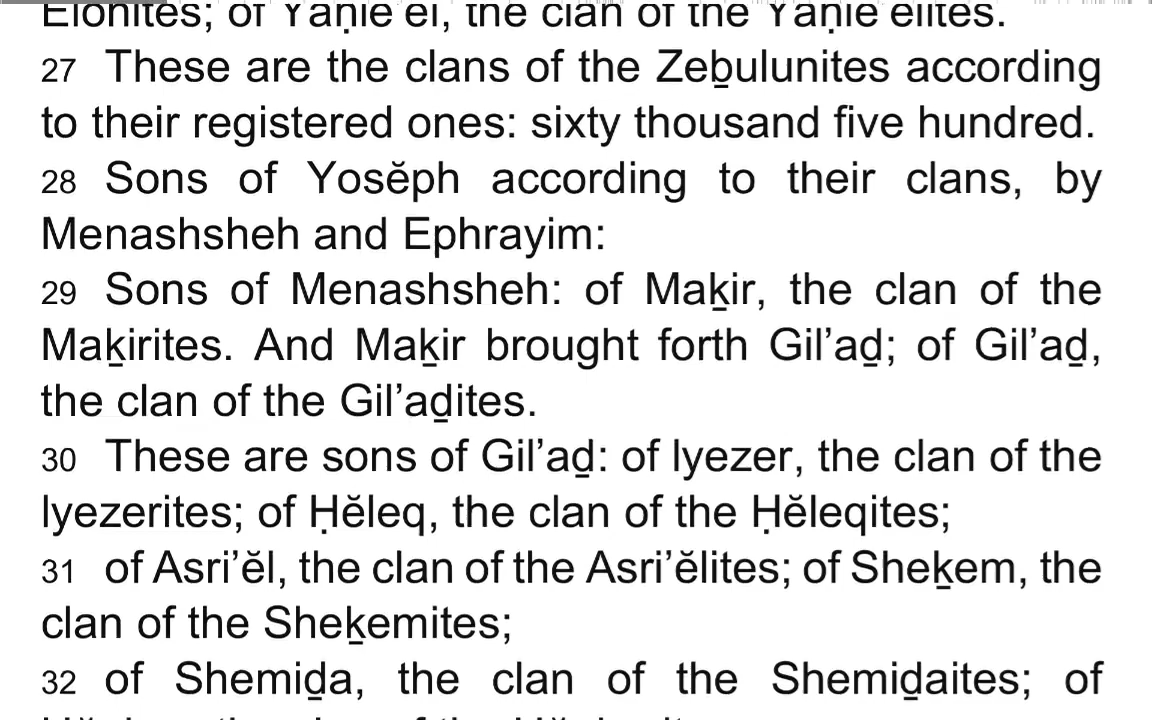 Elonites; of Yaḥle’ĕl, the clan of the Yaḥle’ĕlites.
27 These are the clans of the Zeḇulunites according
to their registered ones: sixty thousand five hundred.
28 Sons of Yosĕph according to their clans, by
Menashsheh and Ephrayim:
29 Sons of Menashsheh: of Maḵir, the clan of the
Maḵirites. And Maḵir brought forth Gil’aḏ; of Gil’aḏ,
the clan of the Gil’aḏites.
30 These are sons of Gil’aḏ: of Iyezer, the clan of the
Iyezerites; of Ḥĕleq, the clan of the Ḥĕleqites;
31 of Asri’ĕl, the clan of the Asri’ĕlites; of Sheḵem, the
clan of the Sheḵemites;
32 of Shemiḏa, the clan of the Shemiḏaites; of